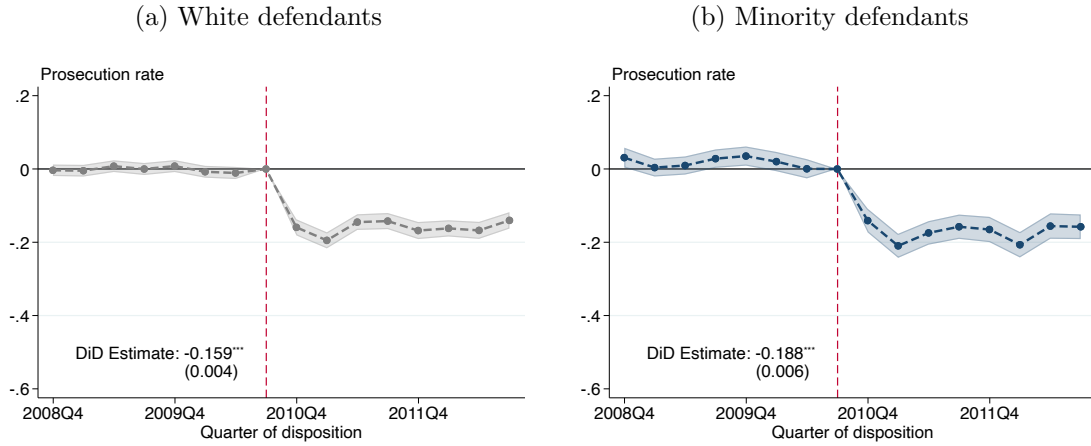 (a) White defendants
Prosecution rate
.2
0
-.2
-.4
-.6
DiD Estimate: -0.159***
(0.004)
2008Q4 2009Q4 2010Q4 2011Q4
Quarter of disposition
(b) Minority defendants
Prosecution rate
.2
0
-.2
-.4
-.6
DiD Estimate: -0.188***
(0.006)
2008Q4 2009Q4 2010Q4 2011Q4
Quarter of disposition